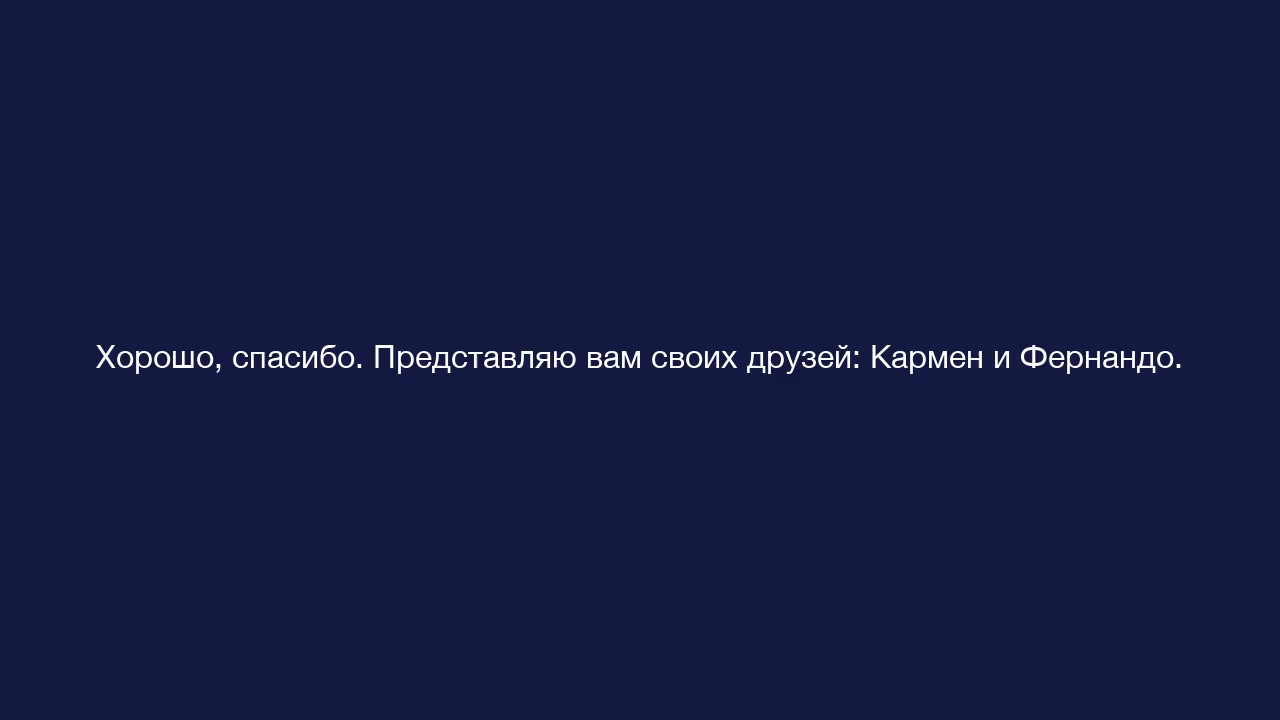 Хорошо, спасибо. Представляю вам своих друзей: Кармен и Фернандо.